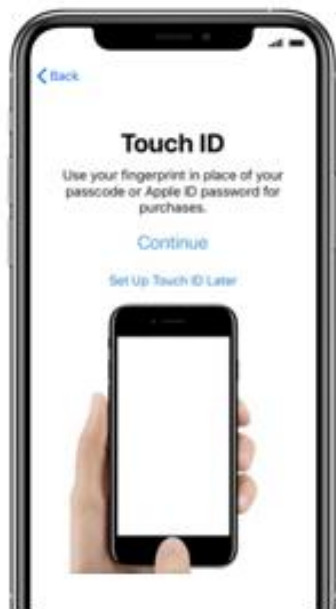 Back
Touch ID
Use your fingerprint in place of your
passcode or Apple ID password for
purchases.
Continue
Set Up Touch ID Later